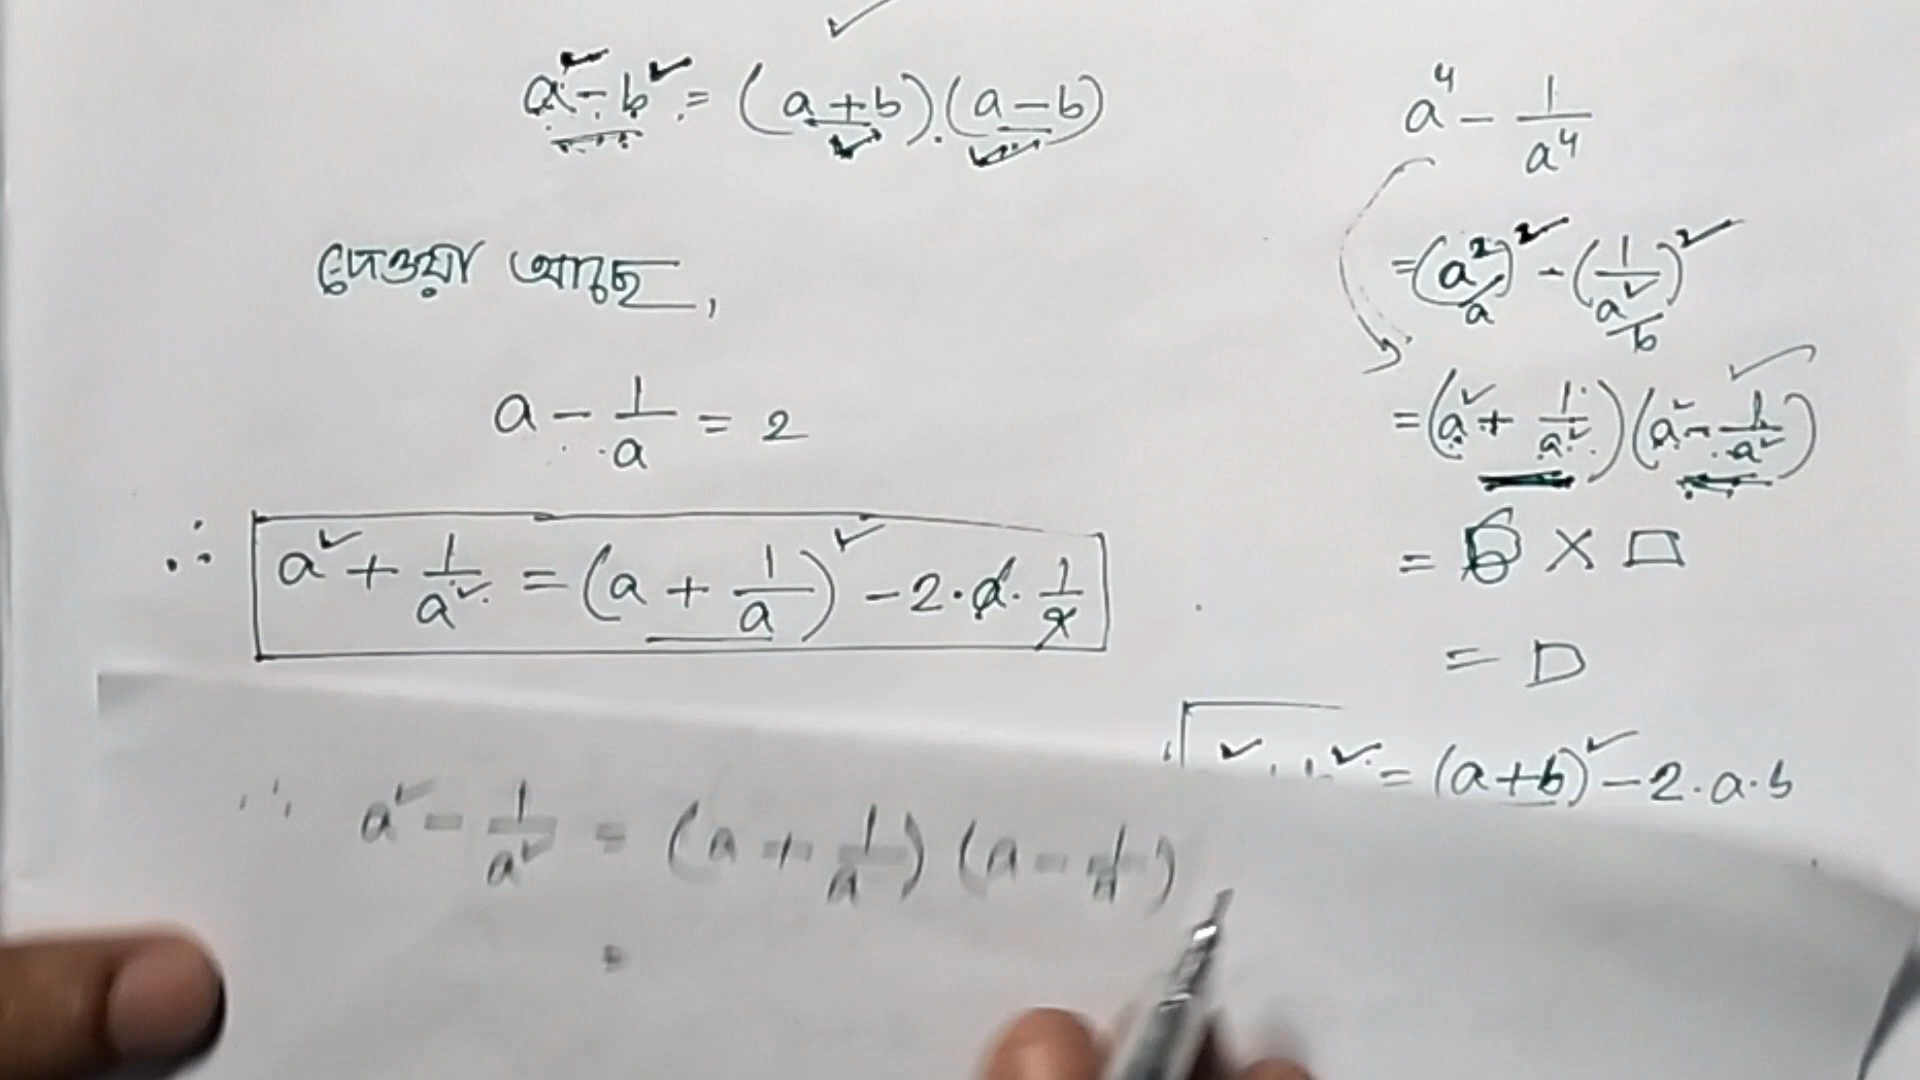 a² - b² = (a+b).(a-b)
দেওয়া আছে,
a - 1/a = 2
∴ a² + 1/a² = (a + 1/a)² - 2·a·1/a
∴ a² - 1/a² = (a + 1/a)(a - 1/a)
=
a⁴ - 1/a⁴
= (a²)² - (1/a²)²
a b
= (a² + 1/a²)(a² - 1/a²)
= 6 × □
= D
= (a+b)² - 2·a·b